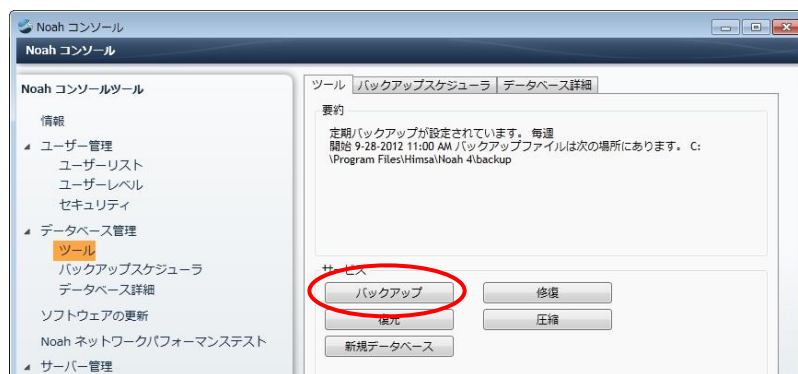 Noah コンソール
Noah コンソール
Noah コンソールツール
情報
ユーザー管理
ユーザーリスト
ユーザーレベル
セキュリティ
データベース管理
ツール
バックアップスケジューラ
データベース詳細
ソフトウェアの更新
Noah ネットワークパフォーマンステスト
サーバー管理
ツール バックアップスケジューラ データベース詳細
要約
定期バックアップが設定されています。 毎週
開始 9-28-2012 11:00 AM バックアップファイルは次の場所にあります。 C:
\Program Files\Himsa\Noah 4\backup
サービス
バックアップ 修復
復元 圧縮
新規データベース